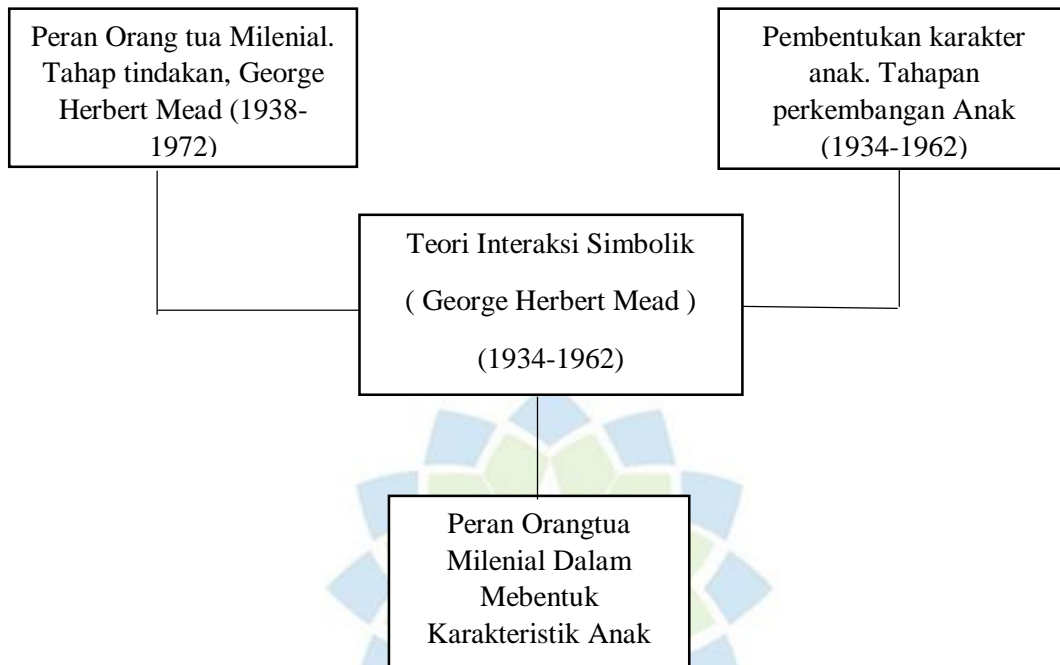 Peran Orang tua Milenial.
Tahap tindakan, George
Herbert Mead (1938-
1972)
Pembentukan karakter
anak. Tahapan
perkembangan Anak
(1934-1962)
Teori Interaksi Simbolik
( George Herbert Mead )
(1934-1962)
Peran Orangtua
Milenial Dalam
Mebentuk
Karakteristik Anak